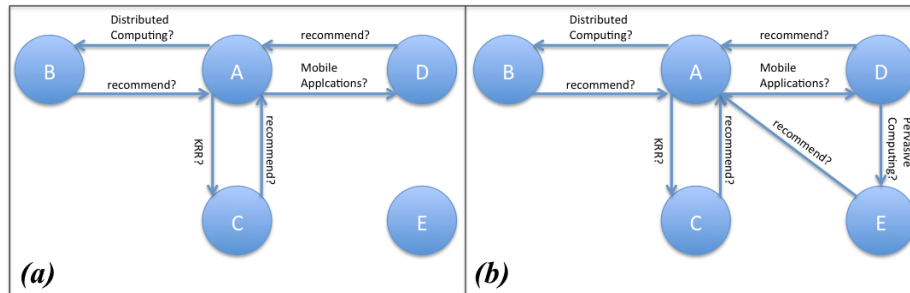 Distributed
Computing?
recommend?
B
A
D
recommend?
Mobile
Applcations?
KRR?
recommend?
C
E
(a)
Distributed
Computing?
recommend?
B
A
D
recommend?
Mobile
Applications?
KRR?
recommend?
recommend?
Pervasive
Computing?
C
E
(b)